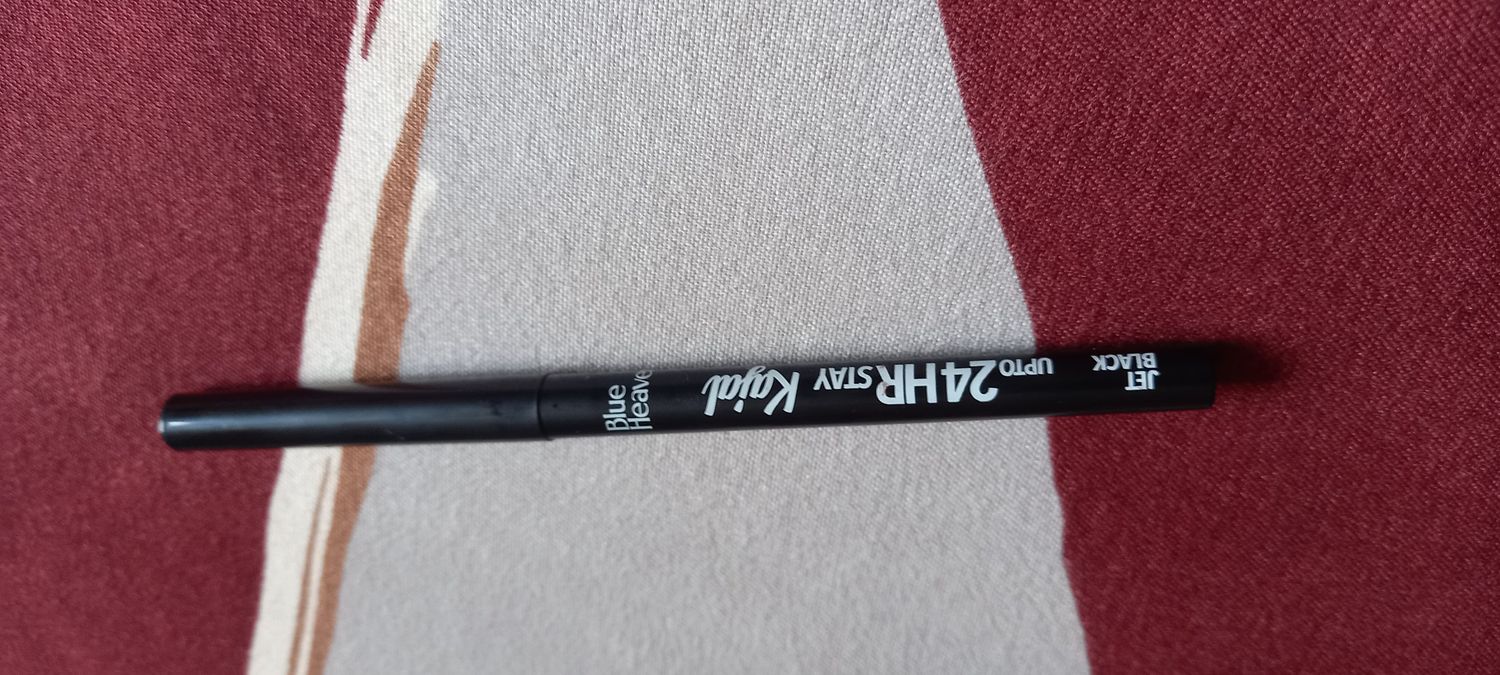 Blue
Heave
JET
BLACK
UPTO 24HR STAY Kajal